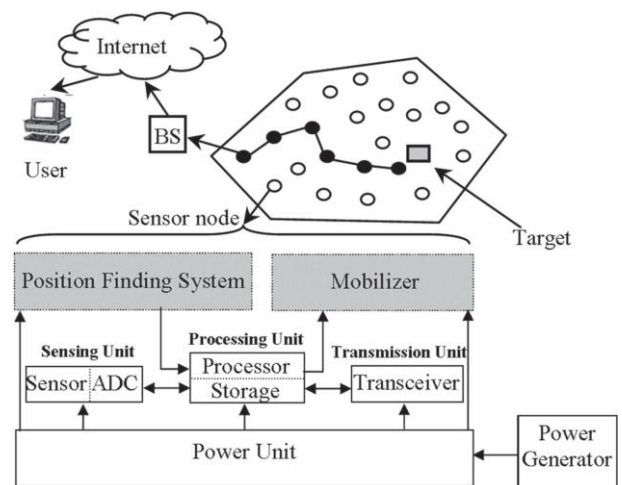 Internet
BS
User
Sensor node
Target
Position Finding System
Mobilizer
Sensing Unit
Processing Unit
Transmission Unit
Sensor ADC
Processor
Storage
Transceiver
Power Unit
Power
Generator